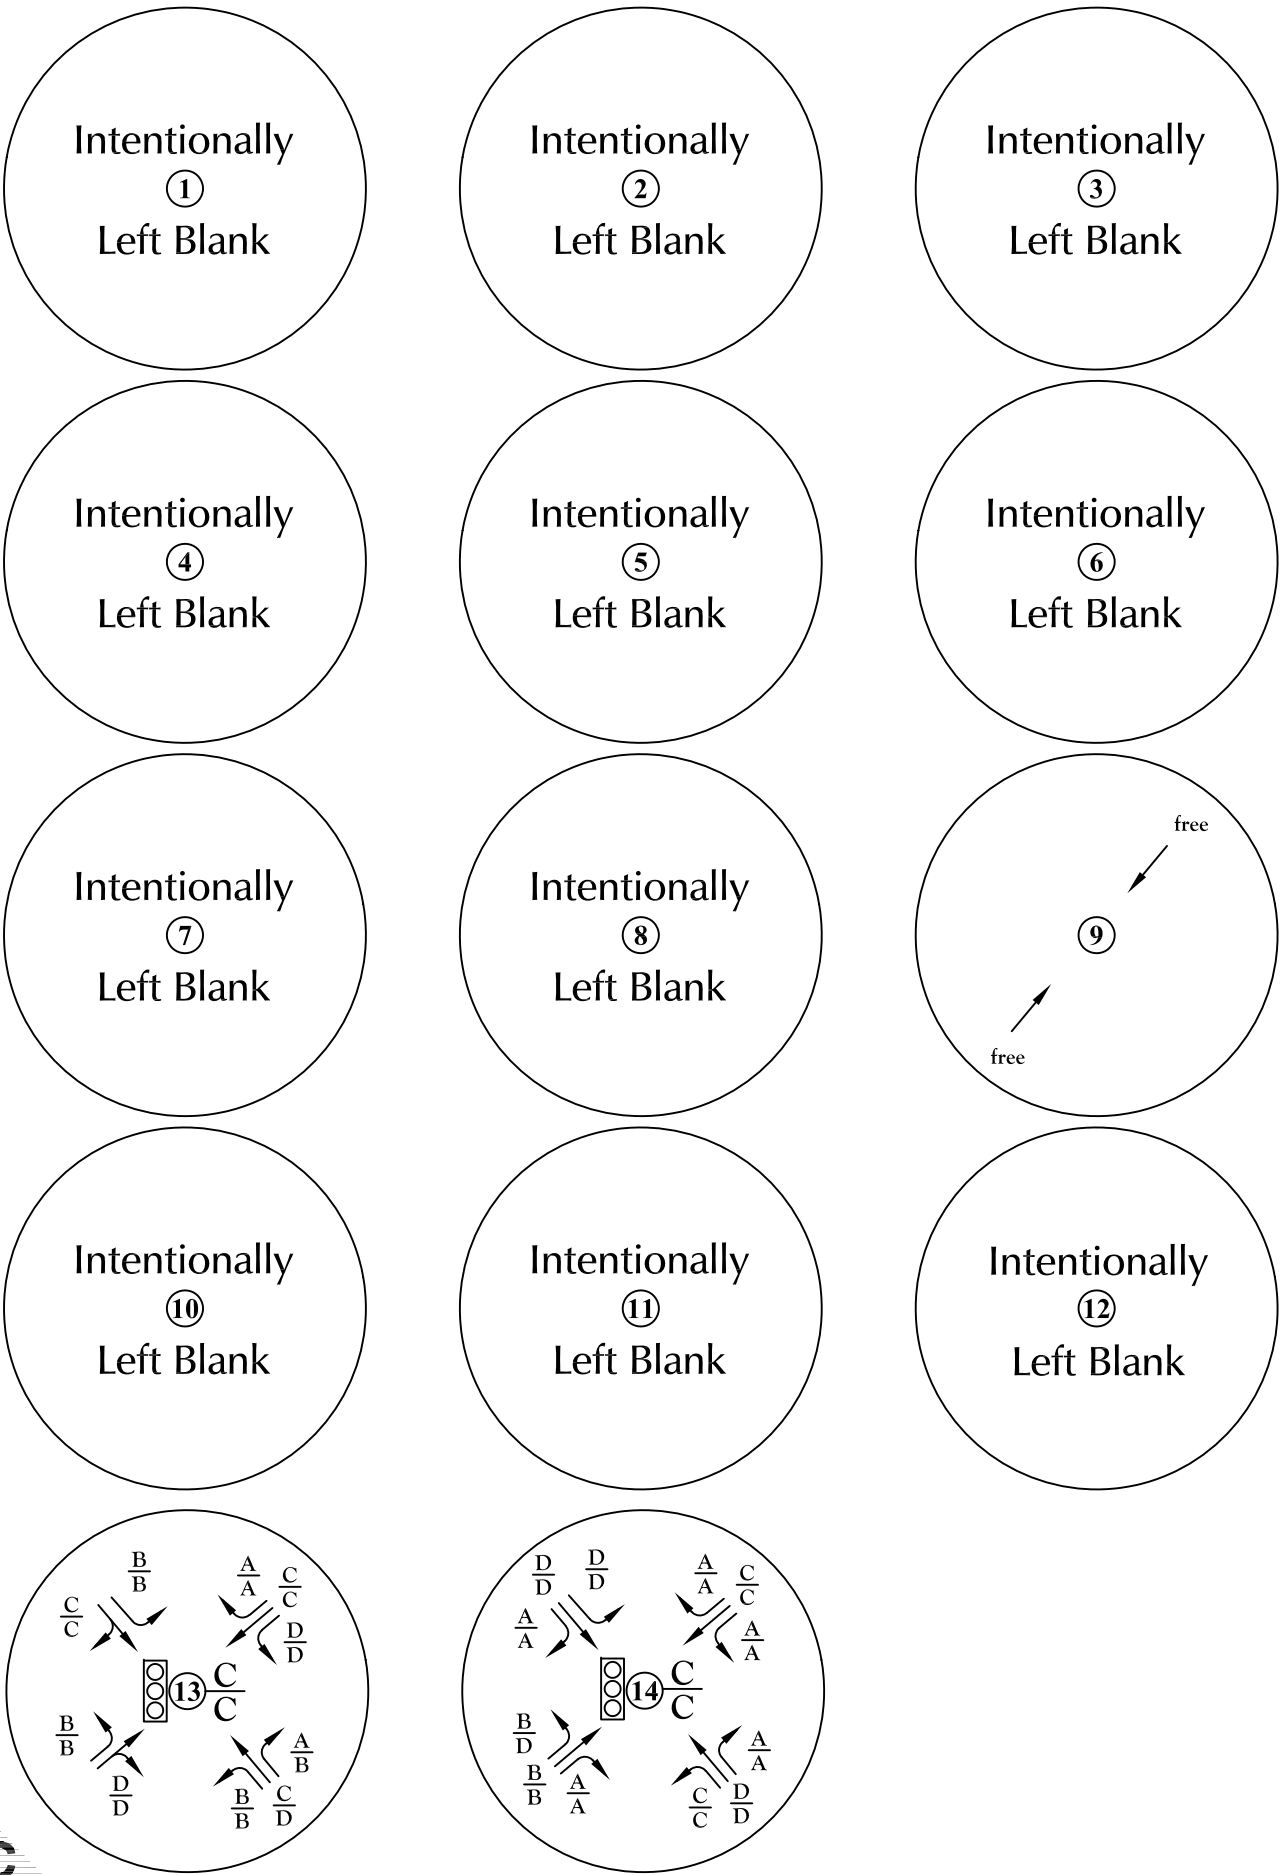 Intentionally
1
Left Blank
Intentionally
2
Left Blank
Intentionally
3
Left Blank
Intentionally
4
Left Blank
Intentionally
5
Left Blank
Intentionally
6
Left Blank
Intentionally
7
Left Blank
Intentionally
8
Left Blank
free
9
free
Intentionally
10
Left Blank
Intentionally
11
Left Blank
Intentionally
12
Left Blank
B
B
C
C
A
A
C
C
D
D
13
C
C
B
B
D
D
A
B
B
B
C
D
D
D
D
D
A
A
A
A
C
C
A
A
14
C
C
B
D
B
B
A
A
A
A
C
C
D
D